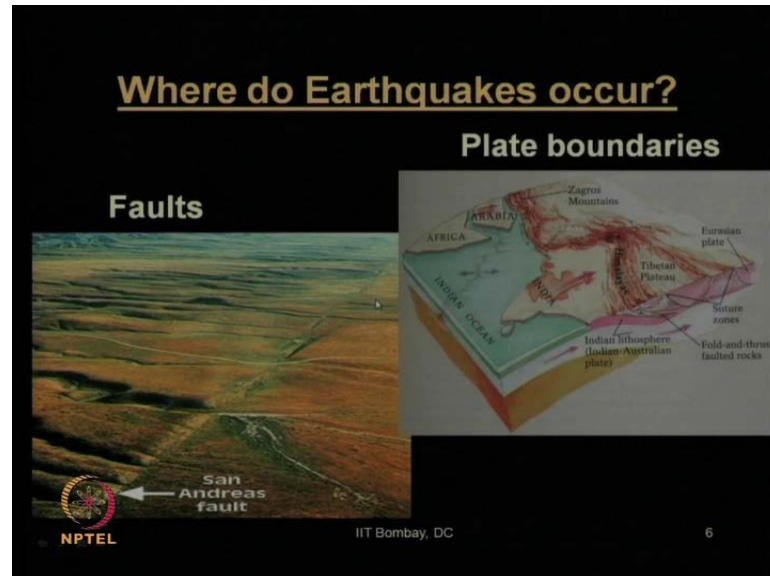 Where do Earthquakes occur?
Plate boundaries
Faults
Zagros
Mountains
ARABIA
AFRICA
Eurasian
plate
Tibetan
Plateau
INDIAN OCEAN
INDIA
Suture
zones
Indian lithosphere
(Indian-Australian
plate)
Fold-and-thrus
faulted rocks
San
Andreas
fault
NPTEL
IIT Bombay, DC
6